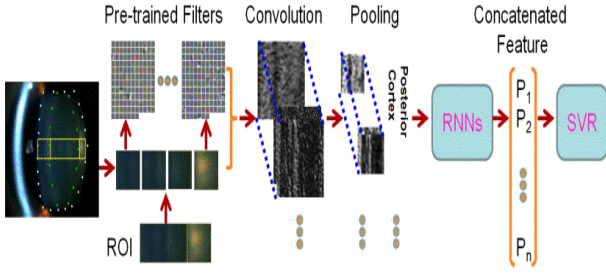 Pre-trained Filters
Convolution
Pooling
Concatenated
Feature
Posterior
Cortex
RNNs
P1
P2
Pn
SVR
ROI